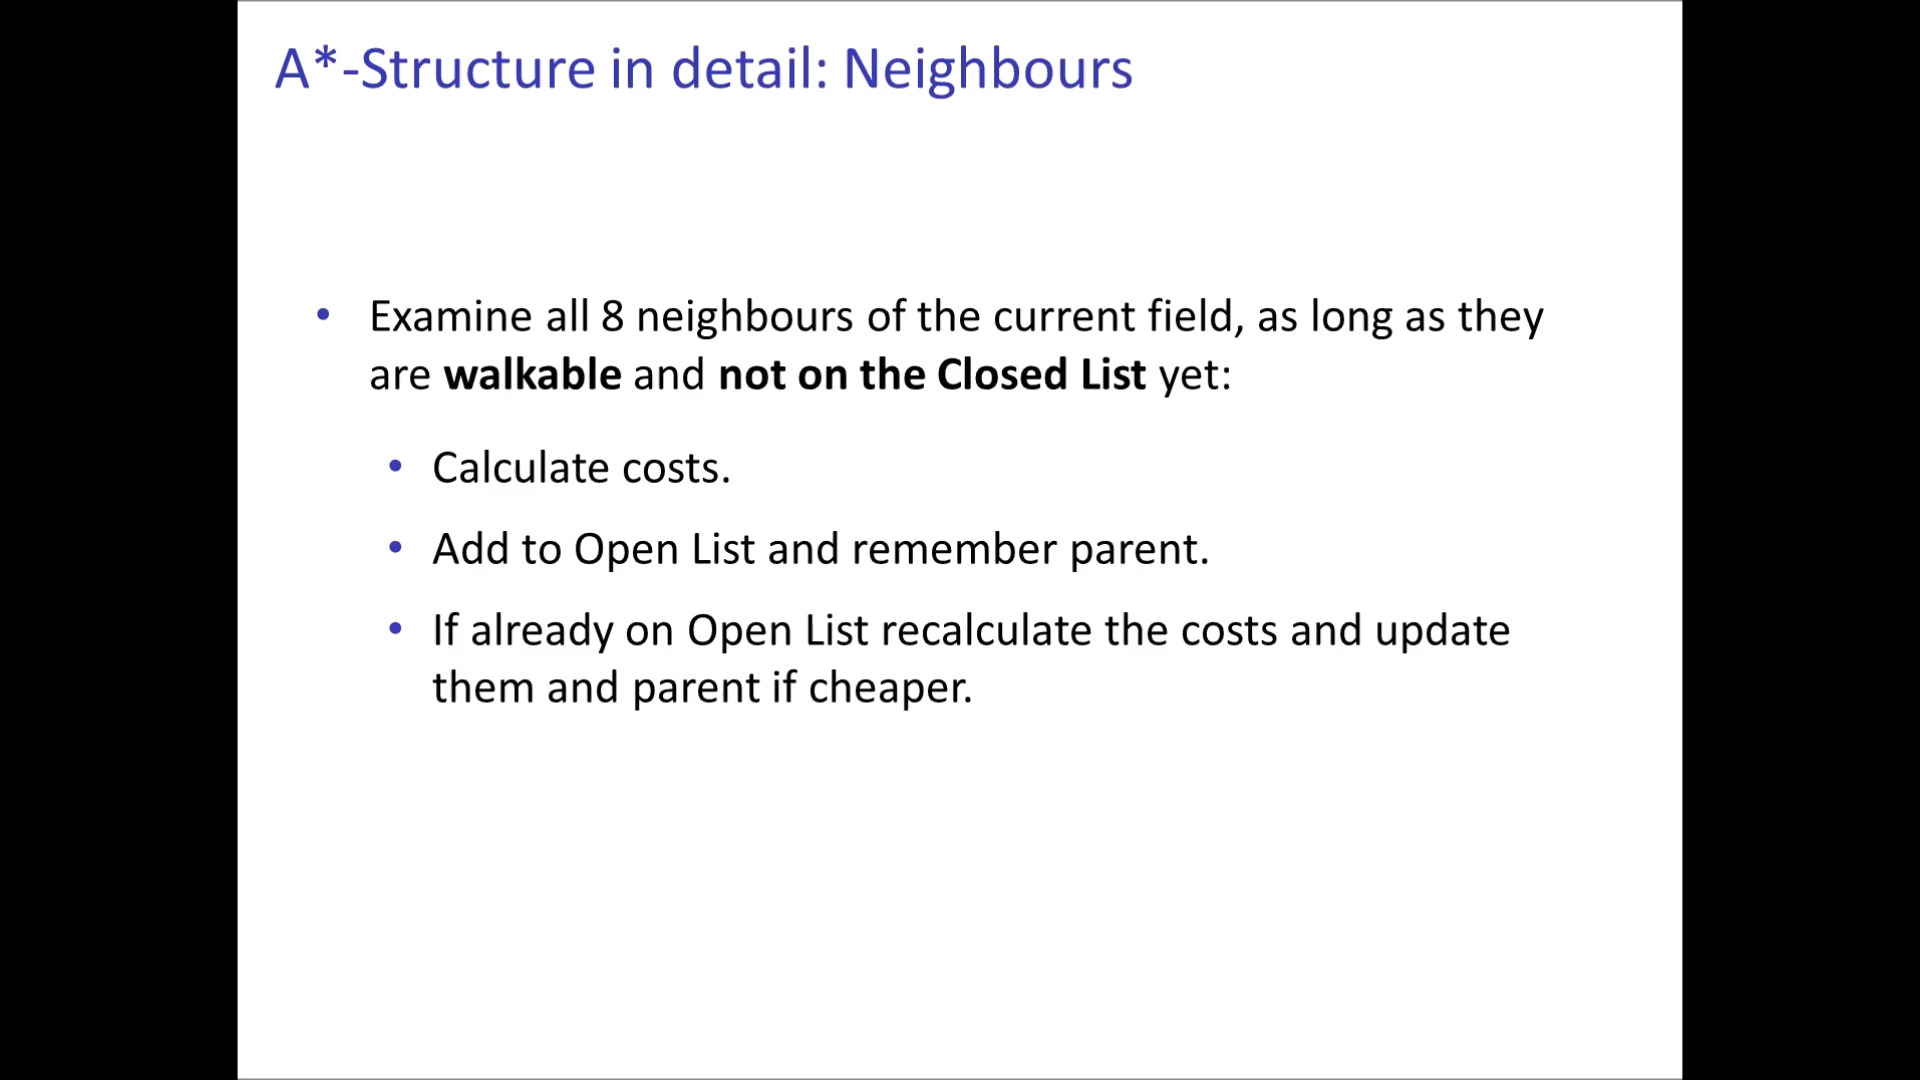 A*-Structure in detail: Neighbours
• Examine all 8 neighbours of the current field, as long as they
are walkable and not on the Closed List yet:
• Calculate costs.
• Add to Open List and remember parent.
• If already on Open List recalculate the costs and update
them and parent if cheaper.